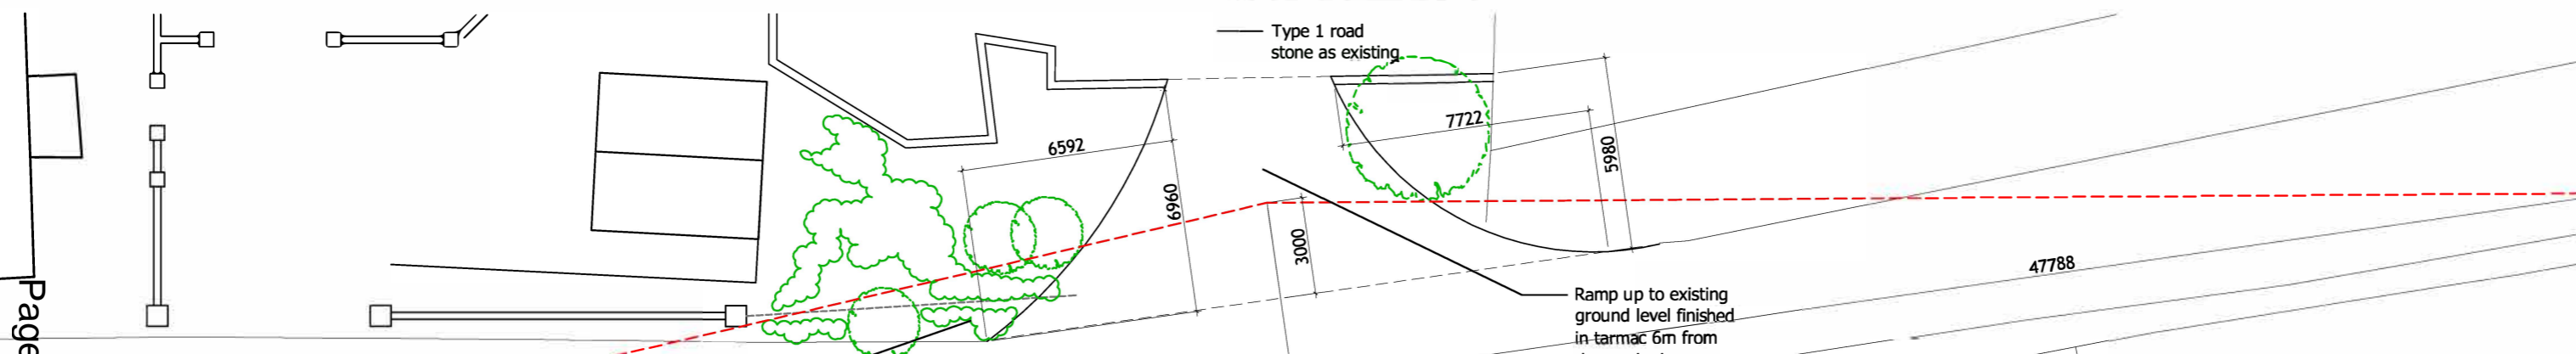 Type 1 road
stone as existing
7722
5980
6592
6960
3000
47788
Ramp up to existing
ground level finished
in tarmac 6m from
Page